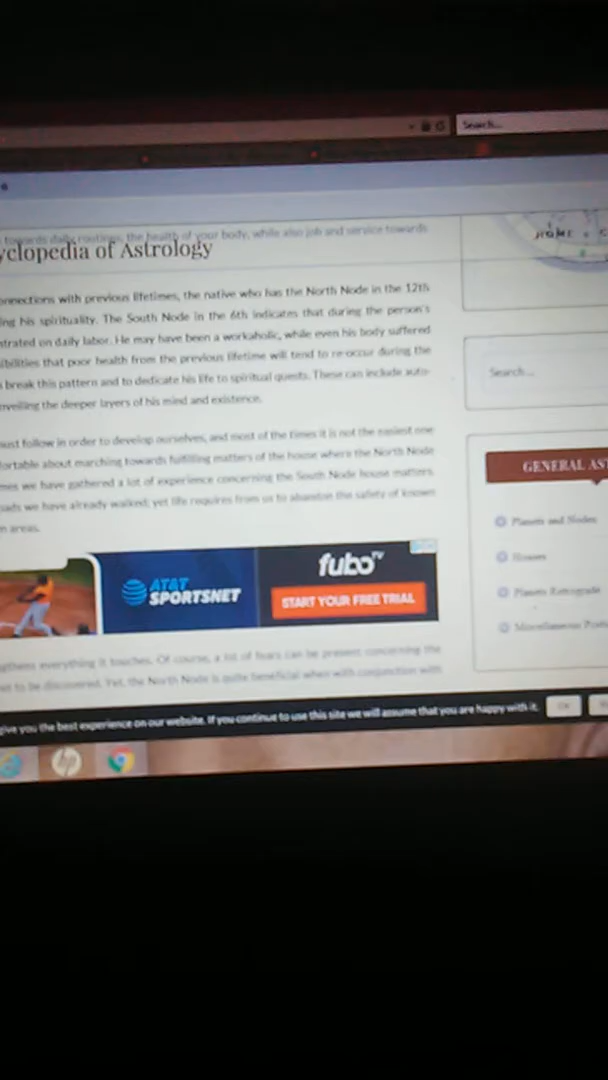 Search...
towards daily routines, the health of your body, while also job and service towards
yclopedia of Astrology
HOME
onnections with previous lifetimes, the native who has the North Node in the 12th
ing his spirituality. The South Node in the 6th indicates that during the person's
strated on daily labor. He may have been a workaholic, while even his body suffered
ibilities that poor health from the previous lifetime will tend to re-occur during the
break this pattern and to dedicate his life to spiritual quests. These can include auto-
nveiling the deeper layers of his mind and existence.
Search...
ust follow in order to develop ourselves, and most of the times it is not the easiest one
fortable about marching towards fulfilling matters of the house where the North Node
mes we have gathered a lot of experience concerning the South Node house matters.
oads we have already walked; yet life requires from us to abandon the safety of known
n areas.
GENERAL AST
Planets and Nodes
Houses
Planets Retrograde
Miscellaneous
AT&T
SPORTSNET
fubo TV
START YOUR FREE TRIAL
gthens everything it touches. Of course, a lot of fears can be present concerning the
to be discovered. Yet, the North Node is quite beneficial when with conjunction with
give you the best experience on our website. If you continue to use this site we will assume that you are happy with it.
Ok
hp